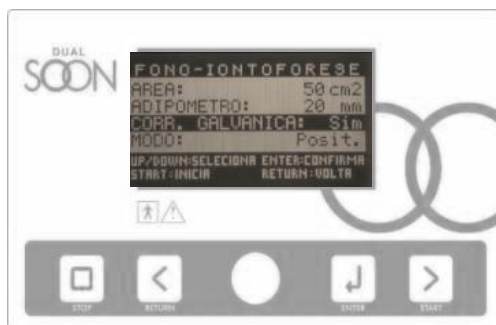 DUAL
SOON
FONO-IONTOFORESE
AREA: 50 cm2
ADIPOMETRO: 20 mm
CORR. GALVANICA: Sim
MODO: Posit.
UP/DOWN:SELECIONA ENTER:CONFIRMA
START:INICIA RETURN:VOLTA
STOP
RETURN
ENTER
START